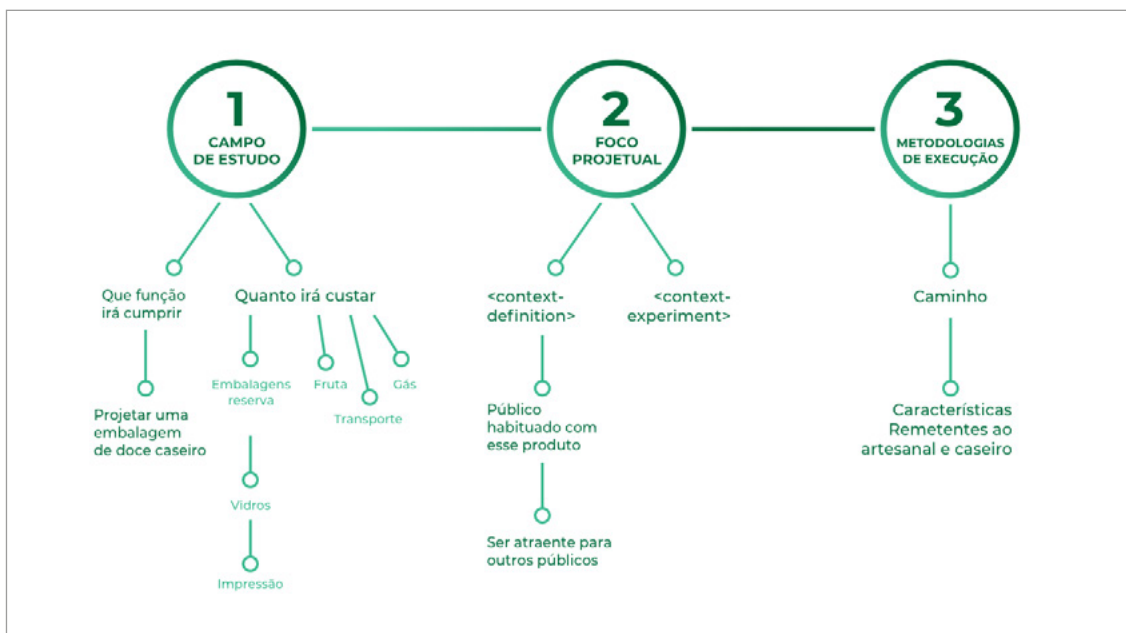 1
CAMPO
DE ESTUDO
Que função
irá cumprir
Projetar uma
embalagem
de doce caseiro
Quanto irá custar
Embalagens
reserva
Vidros
Impressão
Fruta
Transporte
Gás
2
FOCO
PROJETUAL
<context-
definition>
Público
habituado com
esse produto
Ser atraente para
outros públicos
<context-
experiment>
3
METODOLOGIAS
DE EXECUÇÃO
Caminho
Características
Remetentes ao
artesanal e caseiro